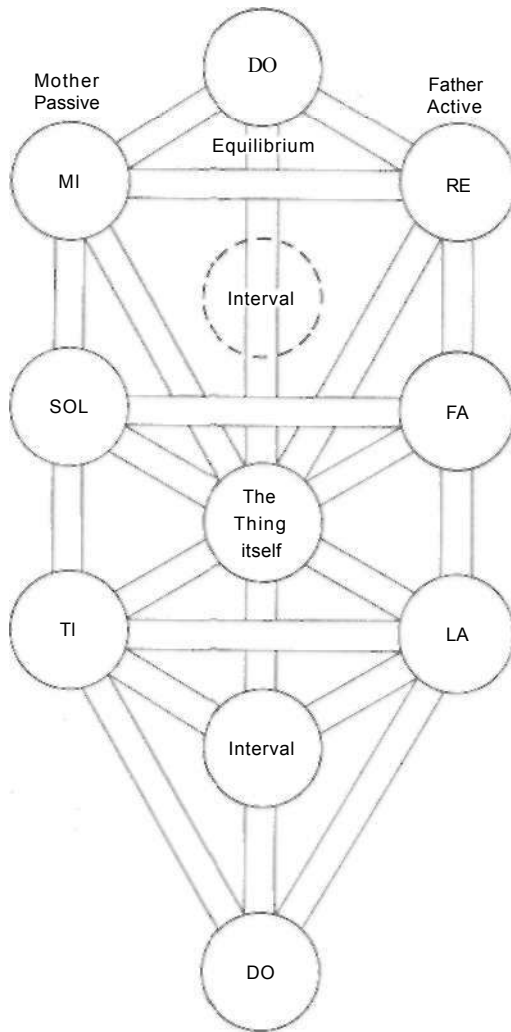 DO
Mother
Passive
Father
Active
Equilibrium
MI
RE
Interval
SOL
FA
The
Thing
itself
TI
LA
Interval
DO